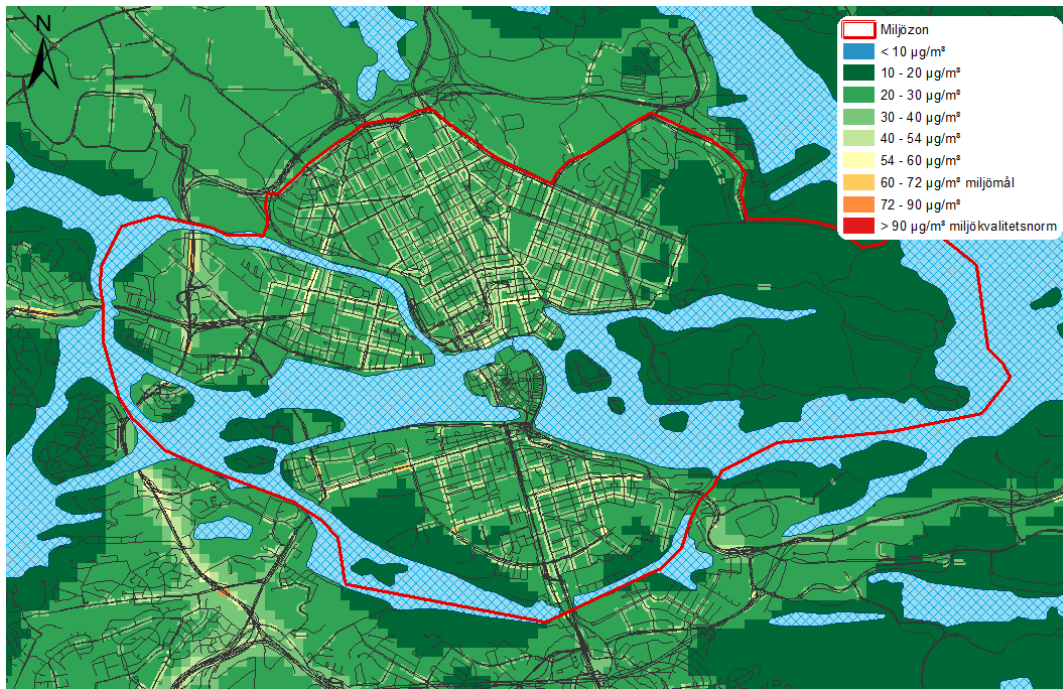 N
Miljözon
< 10 µg/m³
10 - 20 µg/m³
20 - 30 µg/m³
30 - 40 µg/m³
40 - 54 µg/m³
54 - 60 µg/m³
60 - 72 µg/m³ miljömål
72 - 90 µg/m³
> 90 µg/m³ miljökvalitetsnorm